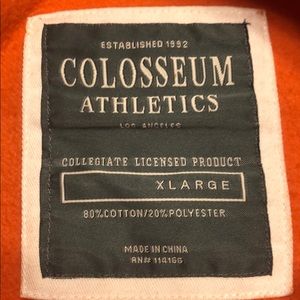 ESTABLISHED 1992
COLOSSEUM
ATHLETICS
LOS ANGELES
COLLEGIATE LICENSED PRODUCT
XLARGE
80%COTTON/20%POLYESTER
MADE IN CHINA
RN# 114166